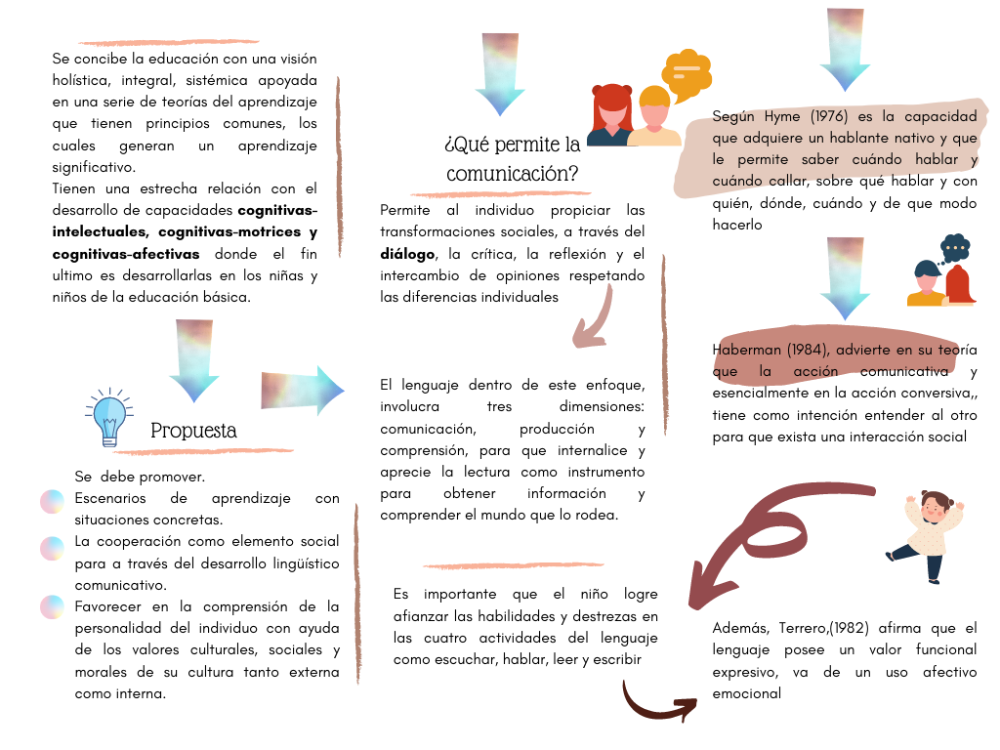 Se concibe la educación con una visión
holística, integral, sistémica apoyada
en una serie de teorías del aprendizaje
que tienen principios comunes, los
cuales generan un aprendizaje
significativo.
Tienen una estrecha relación con el
desarrollo de capacidades cognitivas-
intelectuales, cognitivas-motrices y
cognitivas-afectivas donde el fin
ultimo es desarrollarlas en los niñas y
niños de la educación básica.
Propuesta
Se debe promover.
Escenarios de aprendizaje con
situaciones concretas.
La cooperación como elemento social
para a través del desarrollo lingüístico
comunicativo.
Favorecer en la comprensión de la
personalidad del individuo con ayuda
de los valores culturales, sociales y
morales de su cultura tanto externa
como interna.
¿Qué permite la
comunicación?
Permite al individuo propiciar las
transformaciones sociales, a través del
diálogo, la crítica, la reflexión y el
intercambio de opiniones respetando
las diferencias individuales
El lenguaje dentro de este enfoque,
involucra tres dimensiones:
comunicación, producción y
comprensión, para que internalice y
aprecie la lectura como instrumento
para obtener información y
comprender el mundo que lo rodea.
Es importante que el niño logre
afianzar las habilidades y destrezas en
las cuatro actividades del lenguaje
como escuchar, hablar, leer y escribir
Según Hyme (1976) es la capacidad
que adquiere un hablante nativo y que
le permite saber cuándo hablar y
cuándo callar, sobre qué hablar y con
quién, dónde, cuándo y de que modo
hacerlo
Haberman (1984), advierte en su teoría
que la acción comunicativa y
esencialmente en la acción conversiva,,
tiene como intención entender al otro
para que exista una interacción social
Además, Terrero,(1982) afirma que el
lenguaje posee un valor funcional
expresivo, va de un uso afectivo
emocional